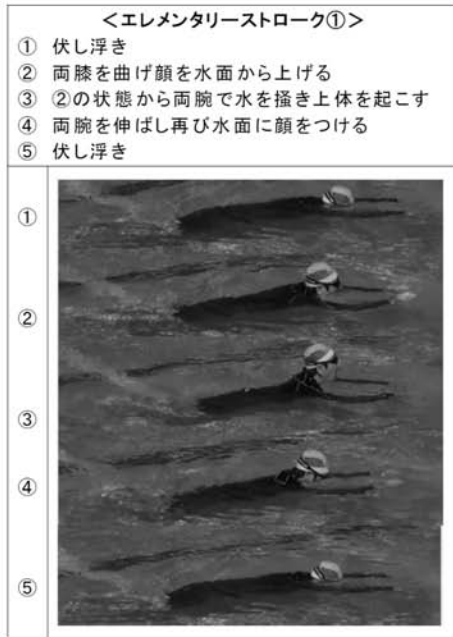 ＜エレメンタリーストローク①＞
① 伏し浮き
② 両膝を曲げ顔を水面から上げる
③ ②の状態から両腕で水を掻き上体を起こす
④ 両腕を伸ばし再び水面に顔をつける
⑤ 伏し浮き
①
②
③
④
⑤